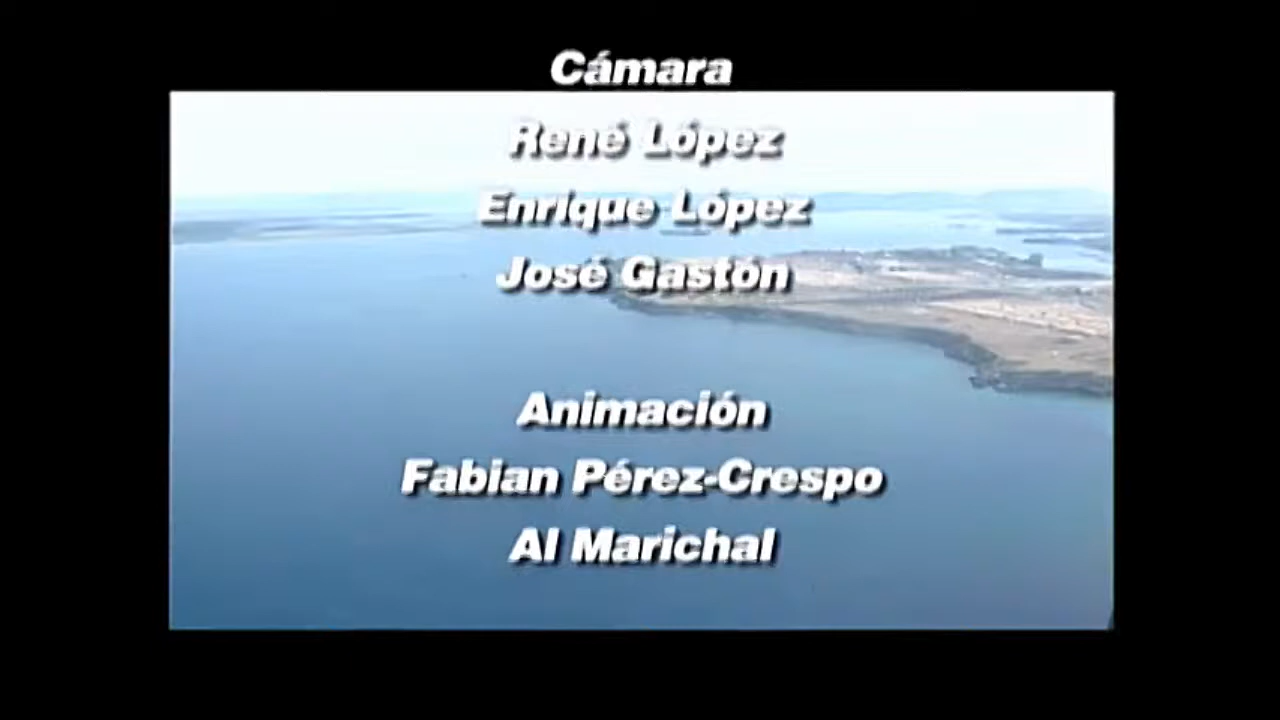 Cámara
René López
Enrique López
José Gastón
Animación
Fabian Pérez-Crespo
Al Marichal